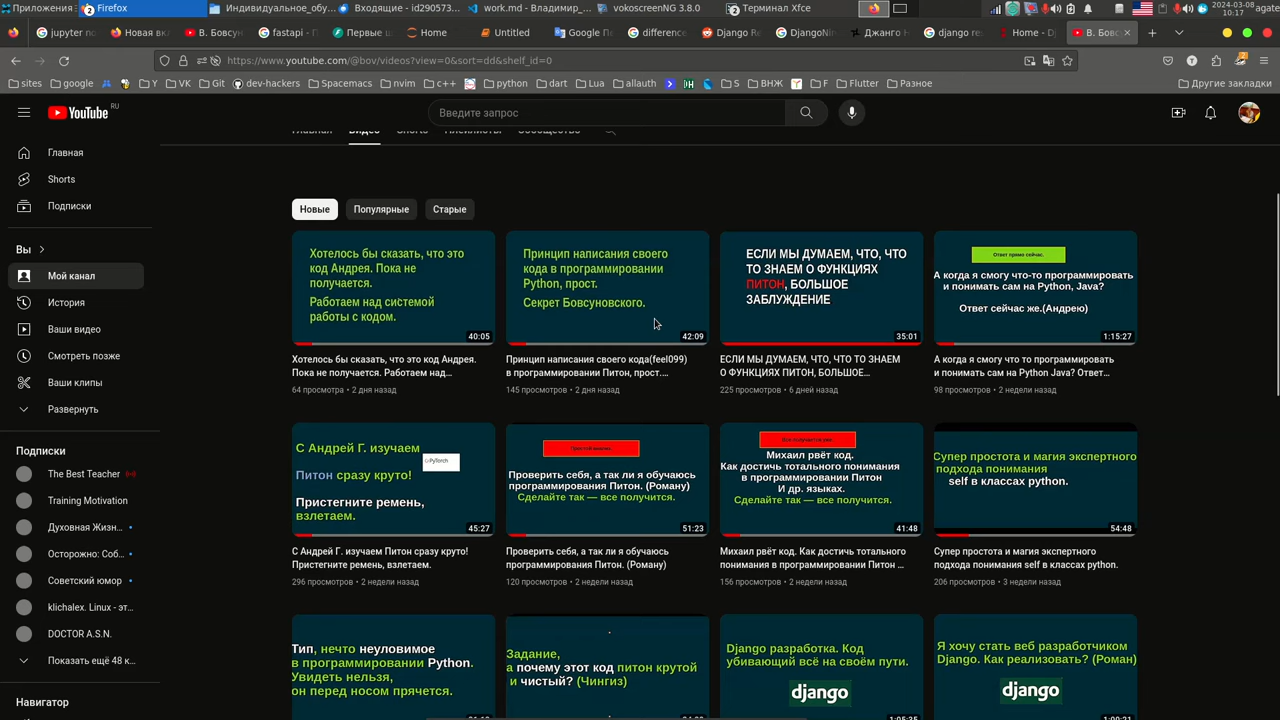 Приложения
2 Firefox
Индивидуальное_обу...
Входящие - id290573...
work.md - Владимир_...
vokoscreenNG 3.8.0
2 Терминал Xfce
2024-03-08
10:17
agate
jupyter no
Новая вкл
В. Бовсун
fastapi - П
Первые ш
Home
Untitled
Google П
difference
Django Re
DjangoNin
Джанго Н
django res
Home - Dj
В. Бовс
https://www.youtube.com/@bov/videos?view=0&sort=dd&shelf_id=0
sites
google
Y
VK
Git
dev-hackers
Spacemacs
nvim
c++
python
dart
Lua
allauth
S
ВНЖ
F
Flutter
Разное
Другие закладки
YouTube RU
Введите запрос
Главная
Видео
Shorts
Плейлисты
Сообщество
Главная
Shorts
Подписки
Вы
Мой канал
История
Ваши видео
Смотреть позже
Ваши клипы
Развернуть
Подписки
The Best Teacher
Training Motivation
Духовная Жизн...
Осторожно: Соб...
Советский юмор
klichalex. Linux - эт...
DOCTOR A.S.N.
Показать ещё 48 к...
Навигатор
Новые
Популярные
Старые
Хотелось бы сказать, что это
код Андрея. Пока не
получается.
Работаем над системой
работы с кодом.
40:05
Хотелось бы сказать, что это код Андрея.
Пока не получается. Работаем над...
64 просмотра • 2 дня назад
Принцип написания своего
кода в программировании
Python, прост.
Секрет Бовсуновского.
42:09
Принцип написания своего кода(feel099)
в программировании Питон, прост....
145 просмотров • 2 дня назад
ЕСЛИ МЫ ДУМАЕМ, ЧТО, ЧТО
ТО ЗНАЕМ О ФУНКЦИЯХ
ПИТОН, БОЛЬШОЕ
ЗАБЛУЖДЕНИЕ
35:01
ЕСЛИ МЫ ДУМАЕМ, ЧТО, ЧТО ТО ЗНАЕМ
О ФУНКЦИЯХ ПИТОН, БОЛЬШОЕ...
225 просмотров • 6 дней назад
Ответ прямо сейчас.
А когда я смогу что-то программировать
и понимать сам на Python, Java?
Ответ сейчас же.(Андрею)
1:15:27
А когда я смогу что то программировать
и понимать сам на Python Java? Ответ...
98 просмотров • 2 недели назад
С Андрей Г. изучаем
PyTorch
Питон сразу круто!
Пристегните ремень,
взлетаем.
45:27
С Андрей Г. изучаем Питон сразу круто!
Пристегните ремень, взлетаем.
296 просмотров • 2 недели назад
Проверить себя, а так ли я обучаюсь
программирования Питон. (Роману)
Сделайте так — все получится.
51:23
Проверить себя, а так ли я обучаюсь
программирования Питон. (Роману)
120 просмотров • 2 недели назад
Михаил рвёт код.
Как достичь тотального понимания
в программировании Питон
И др. языках.
Сделайте так — все получится.
41:48
Михаил рвёт код. Как достичь тотального
понимания в программировании Питон ...
156 просмотров • 2 недели назад
Супер простота и магия экспертного
подхода понимания
self в классах python.
54:48
Супер простота и магия экспертного
подхода понимания self в классах python.
206 просмотров • 3 недели назад
Тип, нечто неуловимое
в программировании Python.
Увидеть нельзя,
он перед носом прячется.
Задание,
а почему этот код питон крутой
и чистый? (Чингиз)
Django разработка. Код
убивающий всё на своём пути.
django
1:05:35
Я хочу стать веб разработчиком
Django. Как реализовать? (Роман)
django
1:00:21